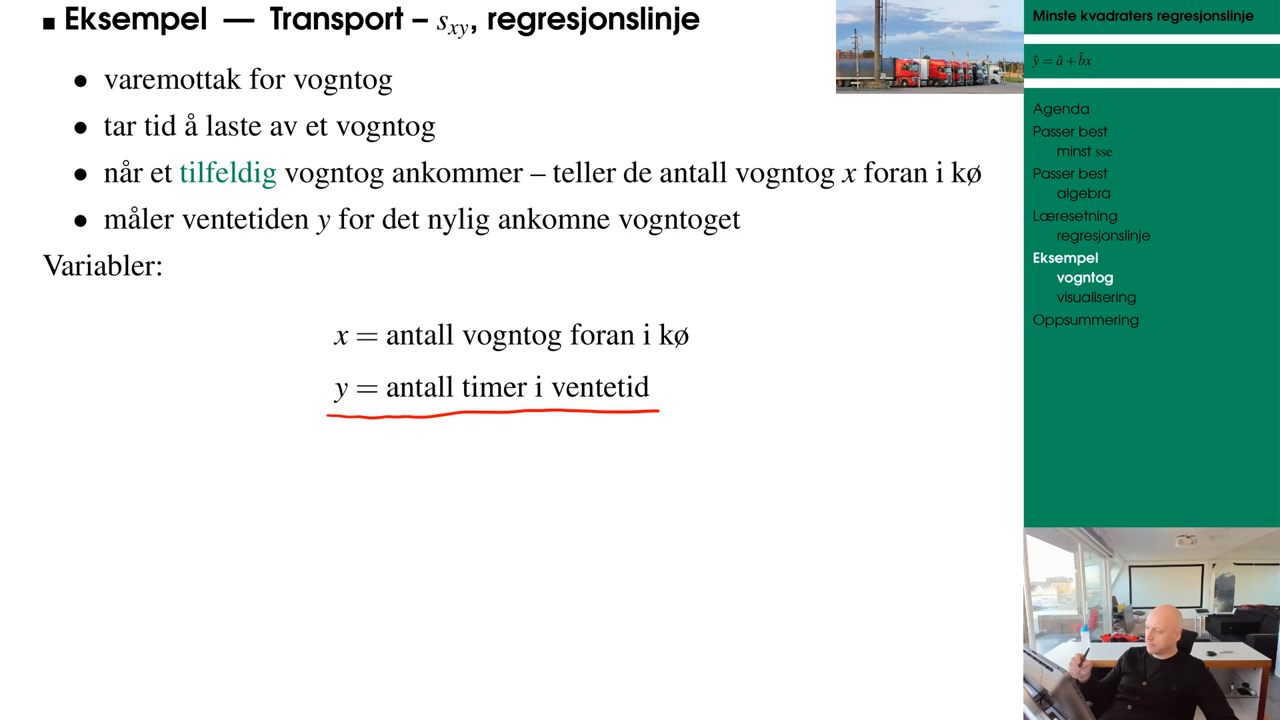 Eksempel — Transport – sxy, regresjonslinje
• varemottak for vogntog
• tar tid å laste av et vogntog
• når et tilfeldig vogntog ankommer – teller de antall vogntog x foran i kø
• måler ventetiden y for det nylig ankomne vogntoget
Variabler:
x = antall vogntog foran i kø
y = antall timer i ventetid
Minste kvadraters regresjonslinje
ŷ = â + b̂x
Agenda
Passer best
minst sse
Passer best
algebra
Læresetning
regresjonslinje
Eksempel
vogntog
visualisering
Oppsummering